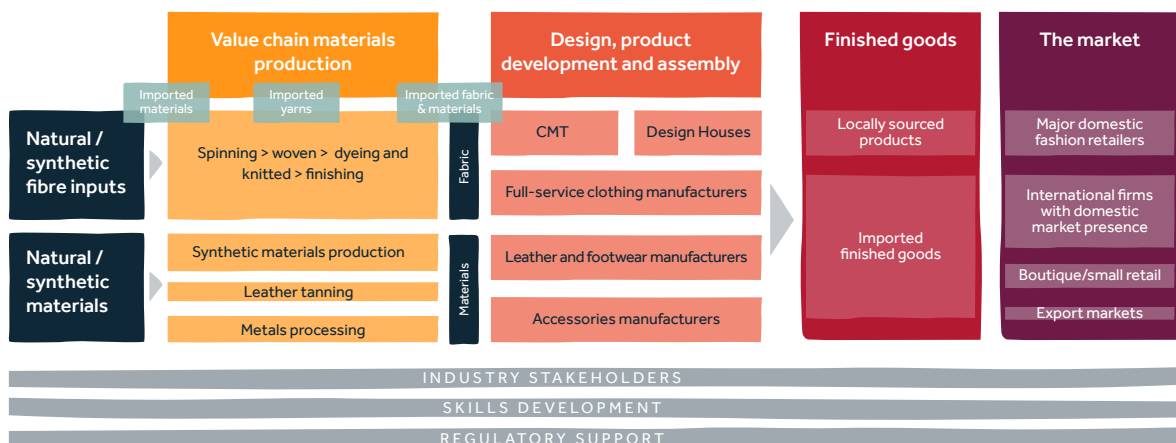 Value chain materials
production
Design, product
development and assembly
Finished goods
The market
Imported
materials
Imported
yarns
Imported fabric
& materials
Natural /
synthetic
fibre inputs
Spinning > woven > dyeing and
knitted > finishing
Fabric
CMT
Design Houses
Full-service clothing manufacturers
Natural /
synthetic
materials
Synthetic materials production
Leather tanning
Metals processing
Materials
Leather and footwear manufacturers
Accessories manufacturers
Locally sourced
products
Imported
finished goods
Major domestic
fashion retailers
International firms
with domestic
market presence
Boutique/small retail
Export markets
INDUSTRY STAKEHOLDERS
SKILLS DEVELOPMENT
REGULATORY SUPPORT